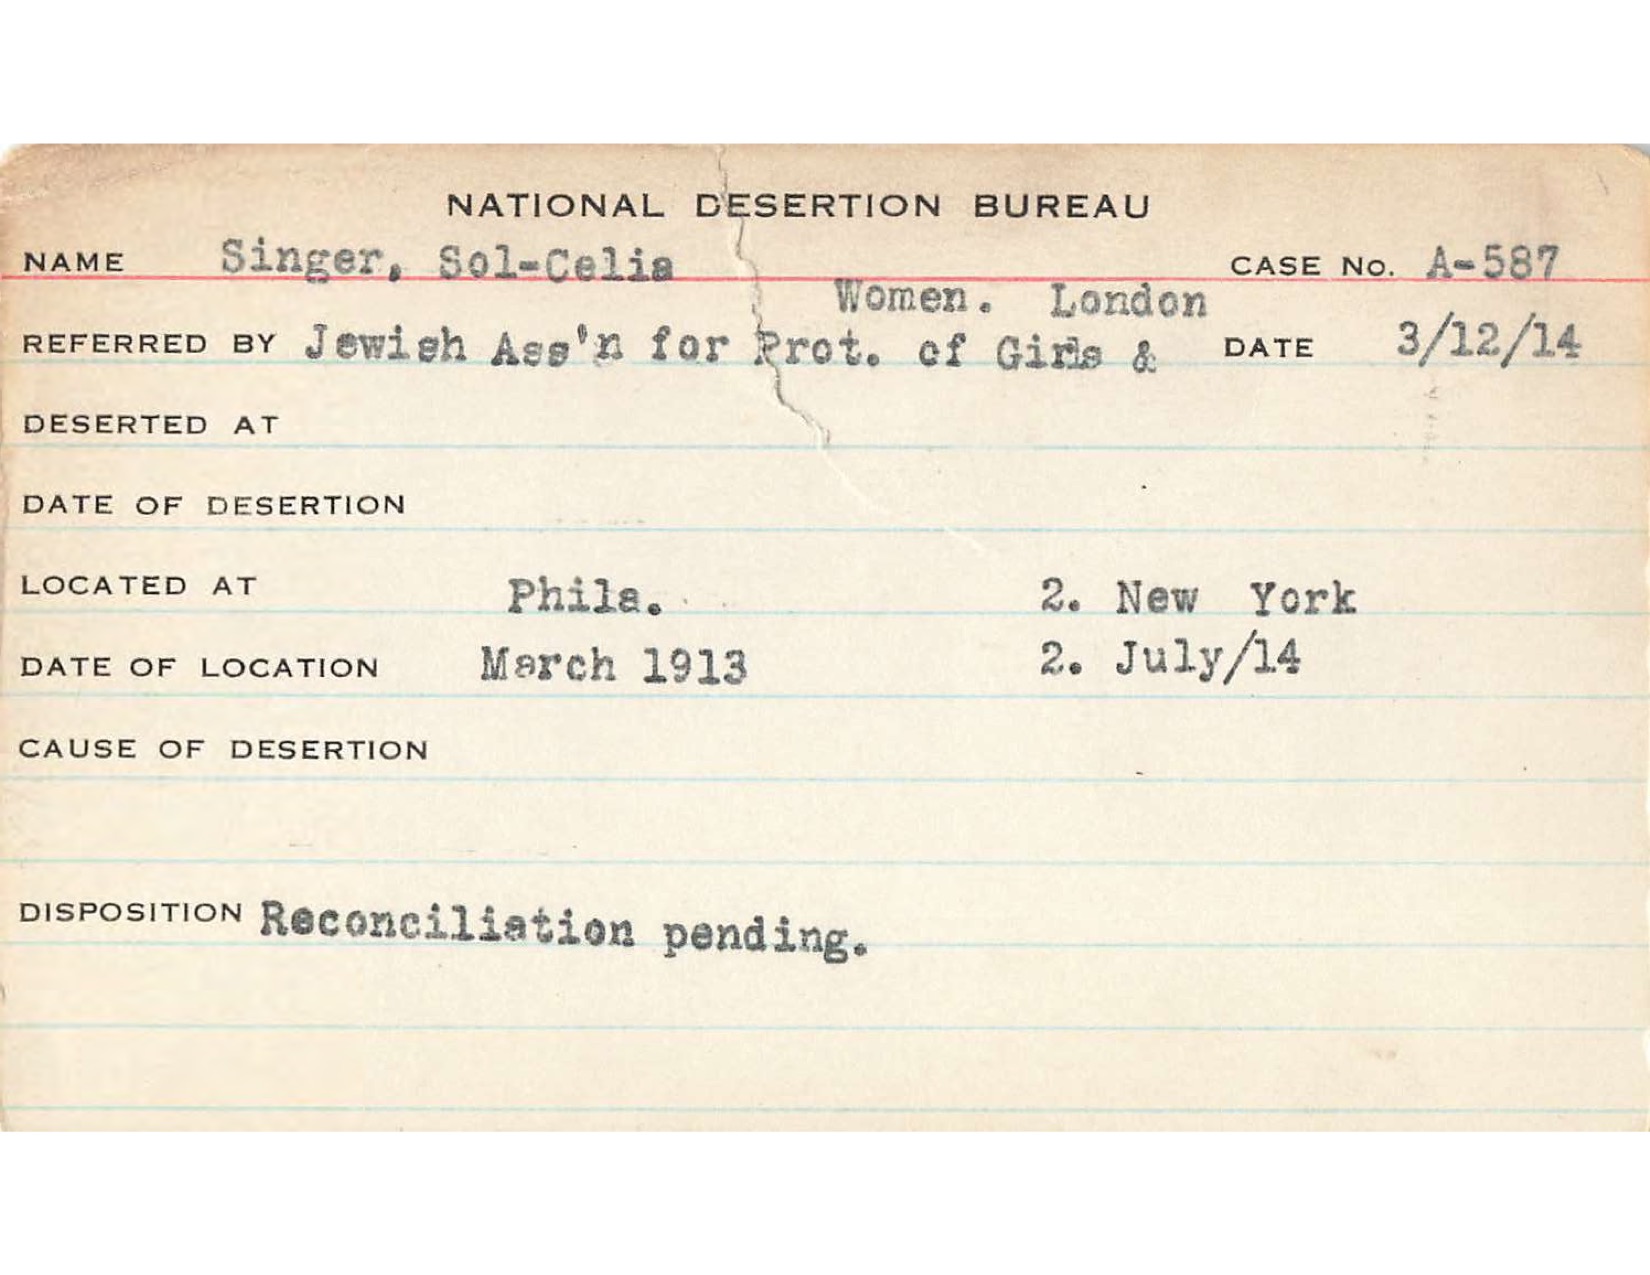 NATIONAL DESERTION BUREAU
NAME Singer, Sol-Celia CASE No. A-587
Women. London
REFERRED BY Jewish Ass'n for Prot. of Girls & DATE 3/12/14
DESERTED AT
DATE OF DESERTION
LOCATED AT Phila. 2. New York
DATE OF LOCATION March 1913 2. July/14
CAUSE OF DESERTION
DISPOSITION Reconciliation pending.